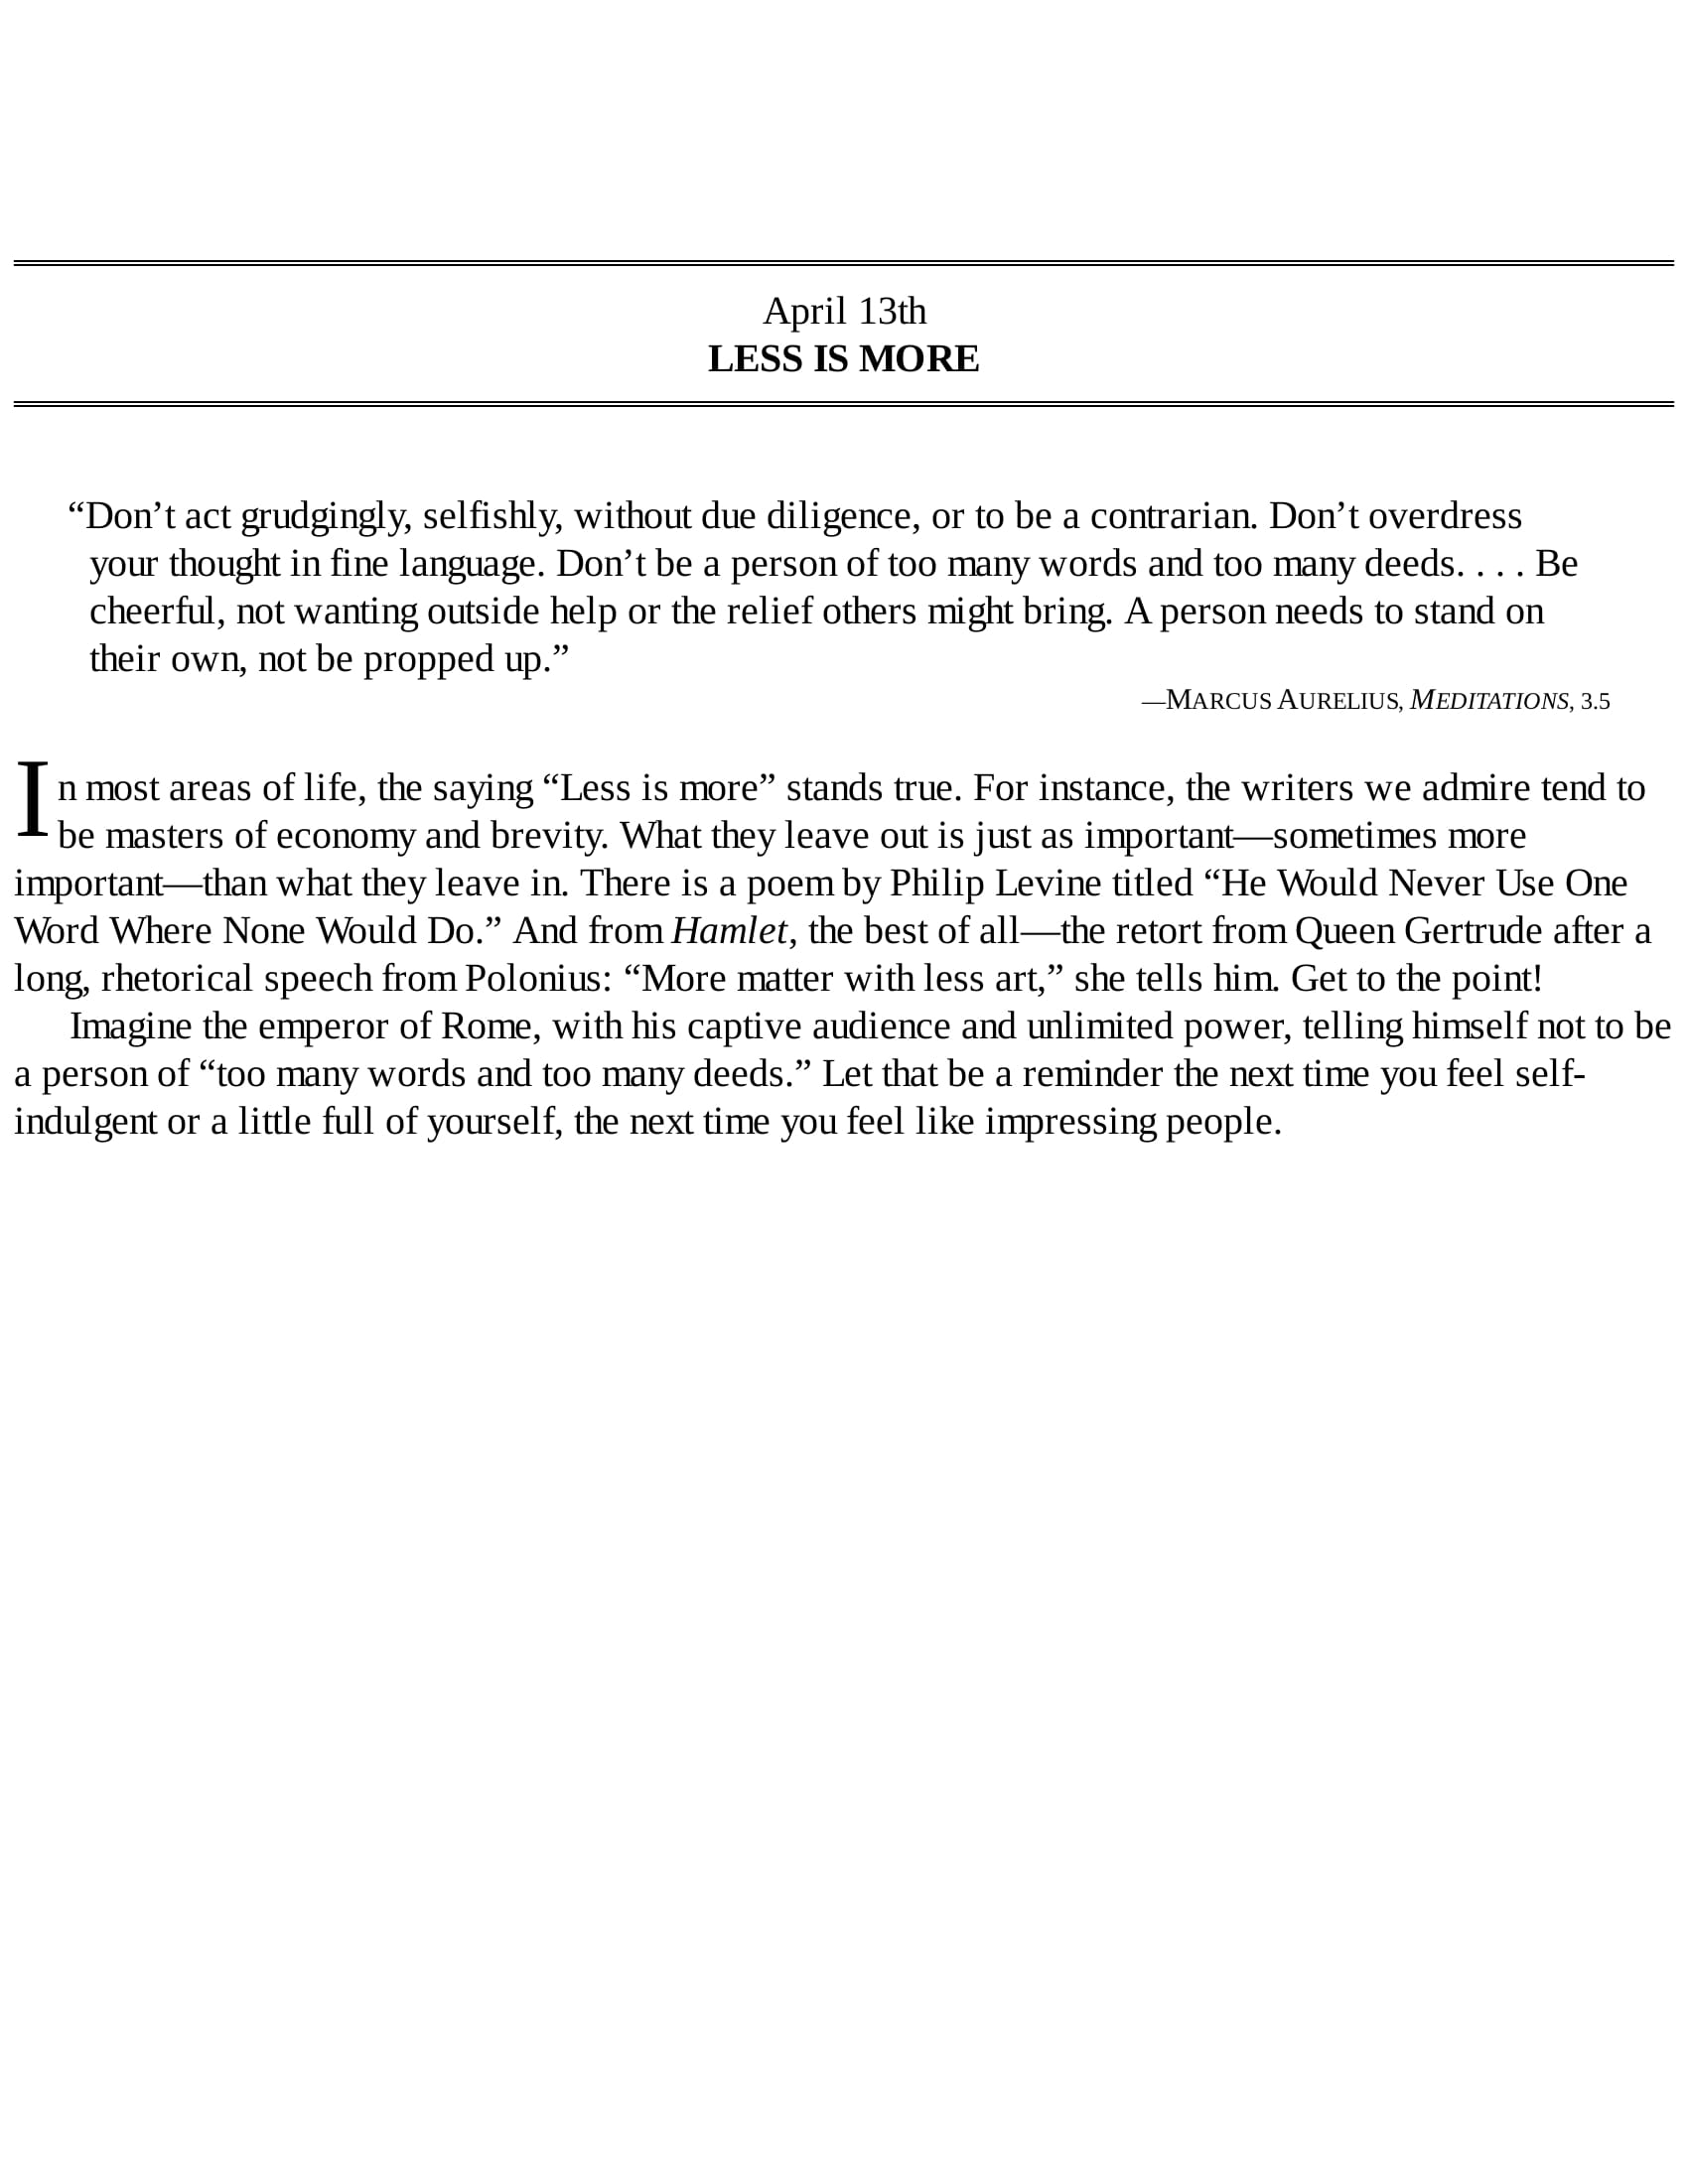 April 13th
LESS IS MORE
“Don’t act grudgingly, selfishly, without due diligence, or to be a contrarian. Don’t overdress
your thought in fine language. Don’t be a person of too many words and too many deeds. . . . Be
cheerful, not wanting outside help or the relief others might bring. A person needs to stand on
their own, not be propped up.”
—MARCUS AURELIUS, MEDITATIONS, 3.5
In most areas of life, the saying “Less is more” stands true. For instance, the writers we admire tend to
be masters of economy and brevity. What they leave out is just as important—sometimes more
important—than what they leave in. There is a poem by Philip Levine titled “He Would Never Use One
Word Where None Would Do.” And from Hamlet, the best of all—the retort from Queen Gertrude after a
long, rhetorical speech from Polonius: “More matter with less art,” she tells him. Get to the point!
Imagine the emperor of Rome, with his captive audience and unlimited power, telling himself not to be
a person of “too many words and too many deeds.” Let that be a reminder the next time you feel self-
indulgent or a little full of yourself, the next time you feel like impressing people.